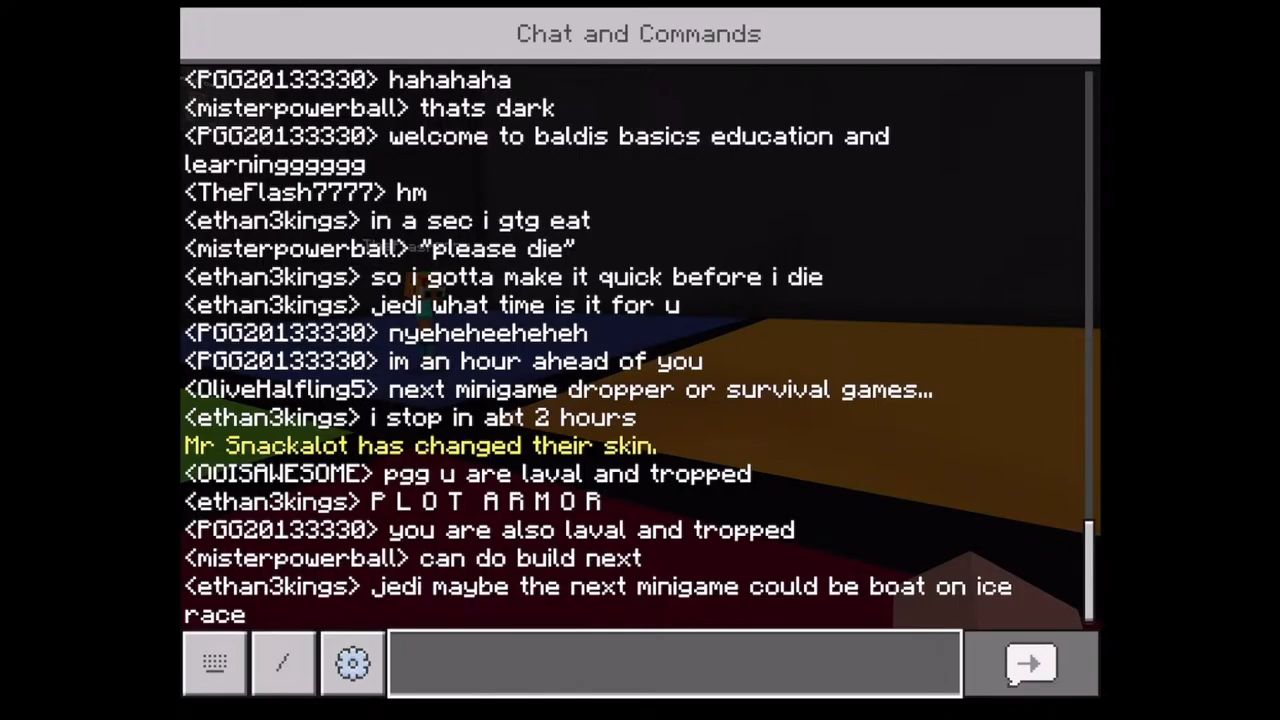 Chat and Commands
<PGG20133330> hahahaha
<misterpowerball> thats dark
<PGG20133330> welcome to baldis basics education and
learningggggg
<TheFlash7777> hm
<ethan3kings> in a sec i gtg eat
<misterpowerball> "please die"
<ethan3kings> so i gotta make it quick before i die
<ethan3kings> jedi what time is it for u
<PGG20133330> nyeheheeheheh
<PGG20133330> im an hour ahead of you
<OliveHalfling5> next minigame dropper or survival games...
<ethan3kings> i stop in abt 2 hours
Mr Snackalot has changed their skin.
<OOISAWESOME> pgg u are laval and tropped
<ethan3kings> P L O T  A R M O R
<PGG20133330> you are also laval and tropped
<misterpowerball> can do build next
<ethan3kings> jedi maybe the next minigame could be boat on ice
race
/